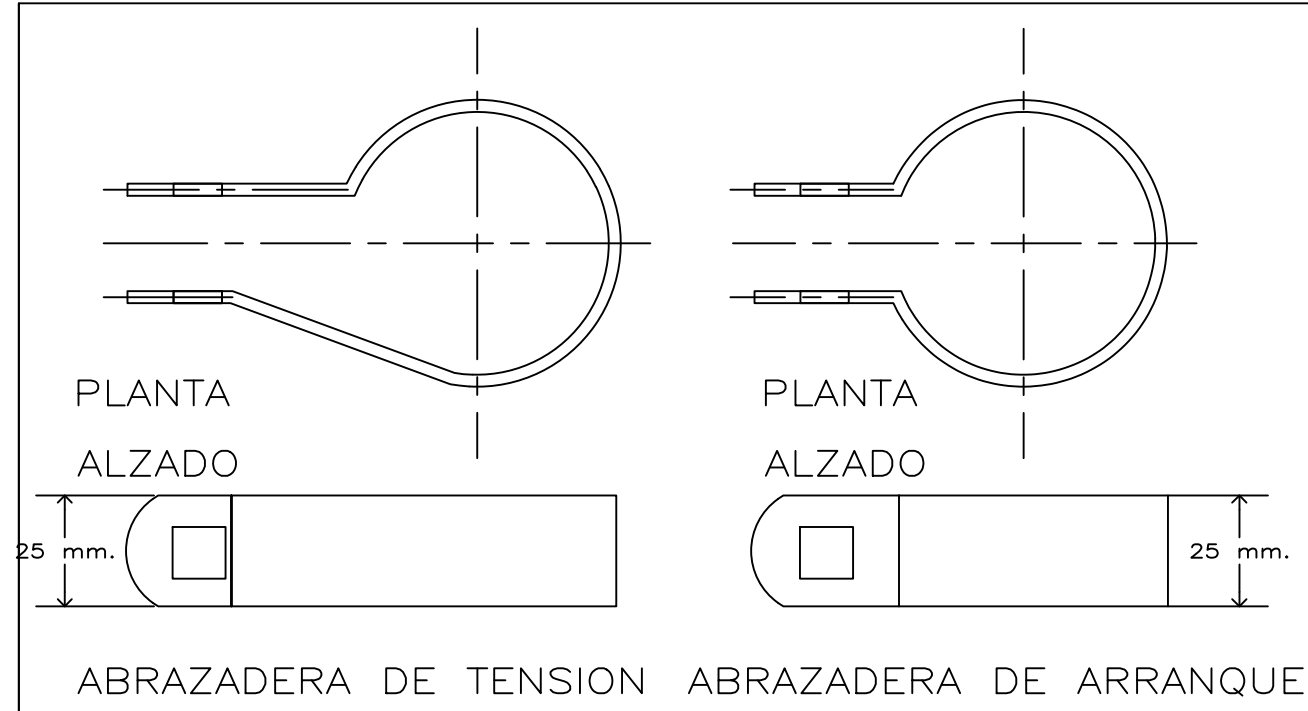 PLANTA
ALZADO
25 mm.
ABRAZADERA DE TENSION
PLANTA
ALZADO
25 mm.
ABRAZADERA DE ARRANQUE